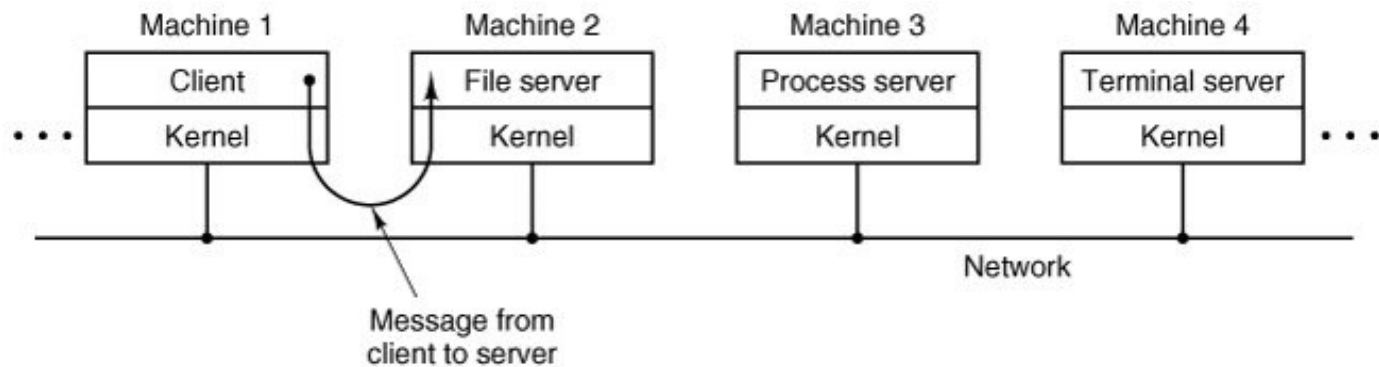 Machine 1
Machine 2
Machine 3
Machine 4
Client
File server
Process server
Terminal server
• • •
Kernel
Kernel
Kernel
Kernel
• • •
Network
Message from
client to server